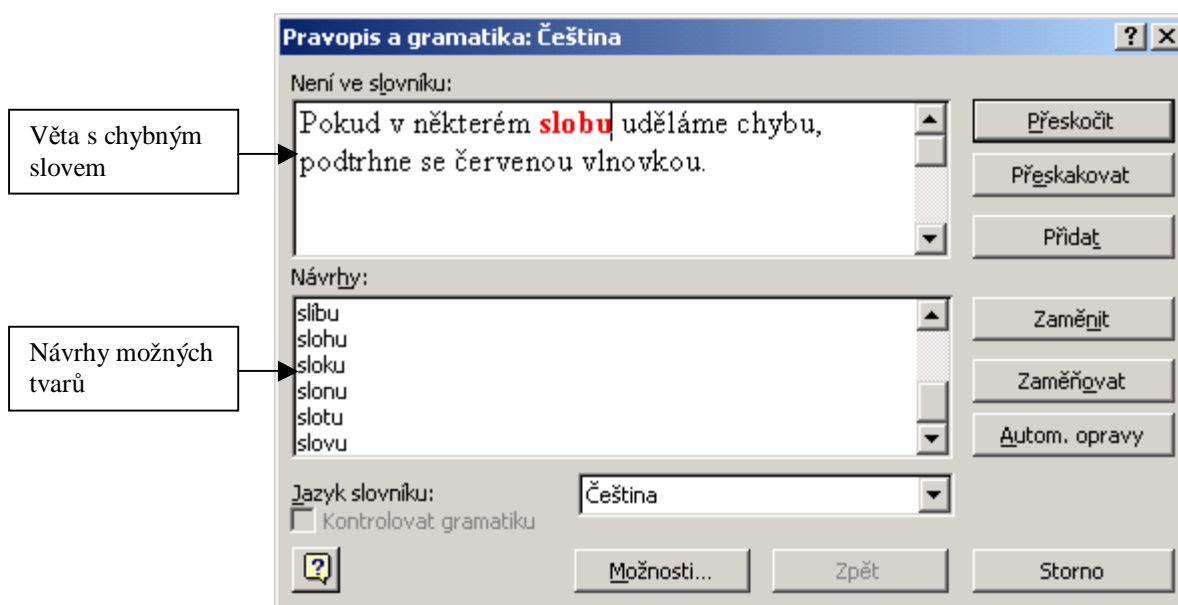 Pravopis a gramatika: Čeština
Není ve slovníku:
Věta s chybným
slovem
Pokud v některém slobu uděláme chybu,
podtrhne se červenou vlnovkou.
Přeskočit
Přeskakovat
Přidat
Návrhy:
Návrhy možných
tvarů
slibu
slohu
sloku
slonu
slotu
slovu
Zaměnit
Zaměňovat
Autom. opravy
Jazyk slovníku:
Čeština
Kontrolovat gramatiku
Možnosti...
Zpět
Storno